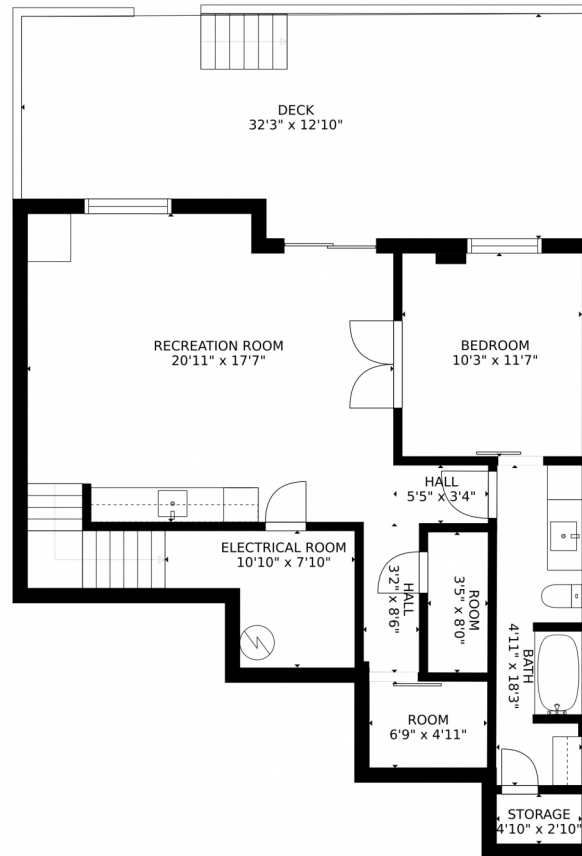 DECK
32'3" x 12'10"
RECREATION ROOM
20'11" x 17'7"
BEDROOM
10'3" x 11'7"
HALL
5'5" x 3'4"
ELECTRICAL ROOM
10'10" x 7'10"
HALL
3'2" x 8'6"
ROOM
3'5" x 8'0"
BATH
4'11" x 18'3"
ROOM
6'9" x 4'11"
STORAGE
4'10" x 2'10"